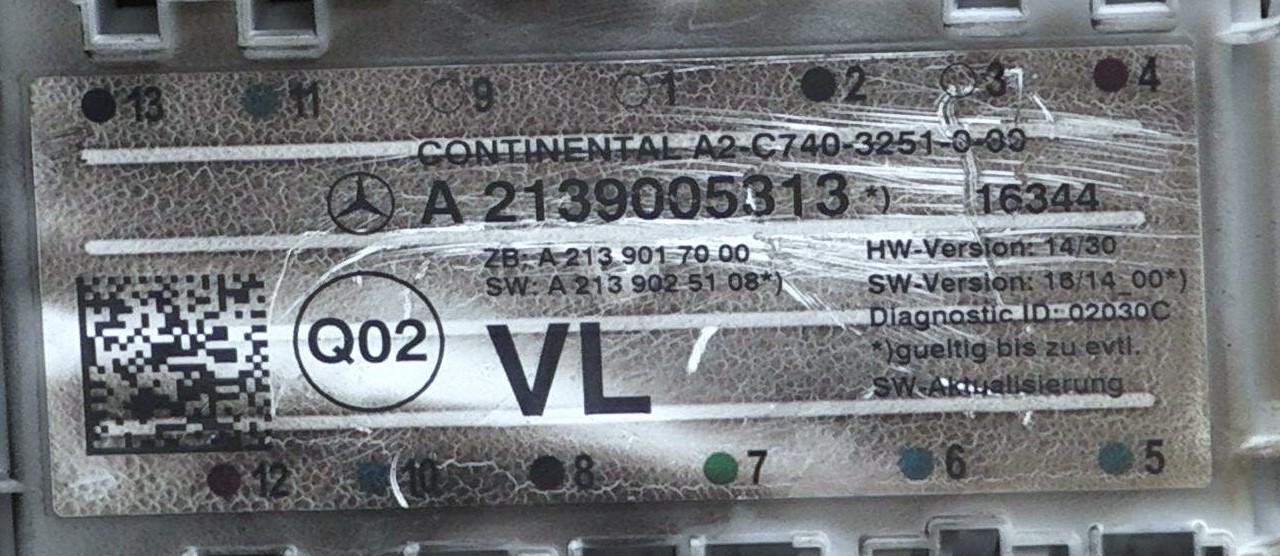 13 11 9 1 2 3 4
CONTINENTAL A2-C740-3251-0-09
A 2139005313 *) 16344
ZB: A 213 901 70 00
SW: A 213 902 51 08*)
HW-Version: 14/30
SW-Version: 16/14_00*)
Diagnostic ID: 02030C
*)gueltig bis zu evtl.
SW-Aktualisierung
Q02
VL
12 10 8 7 6 5